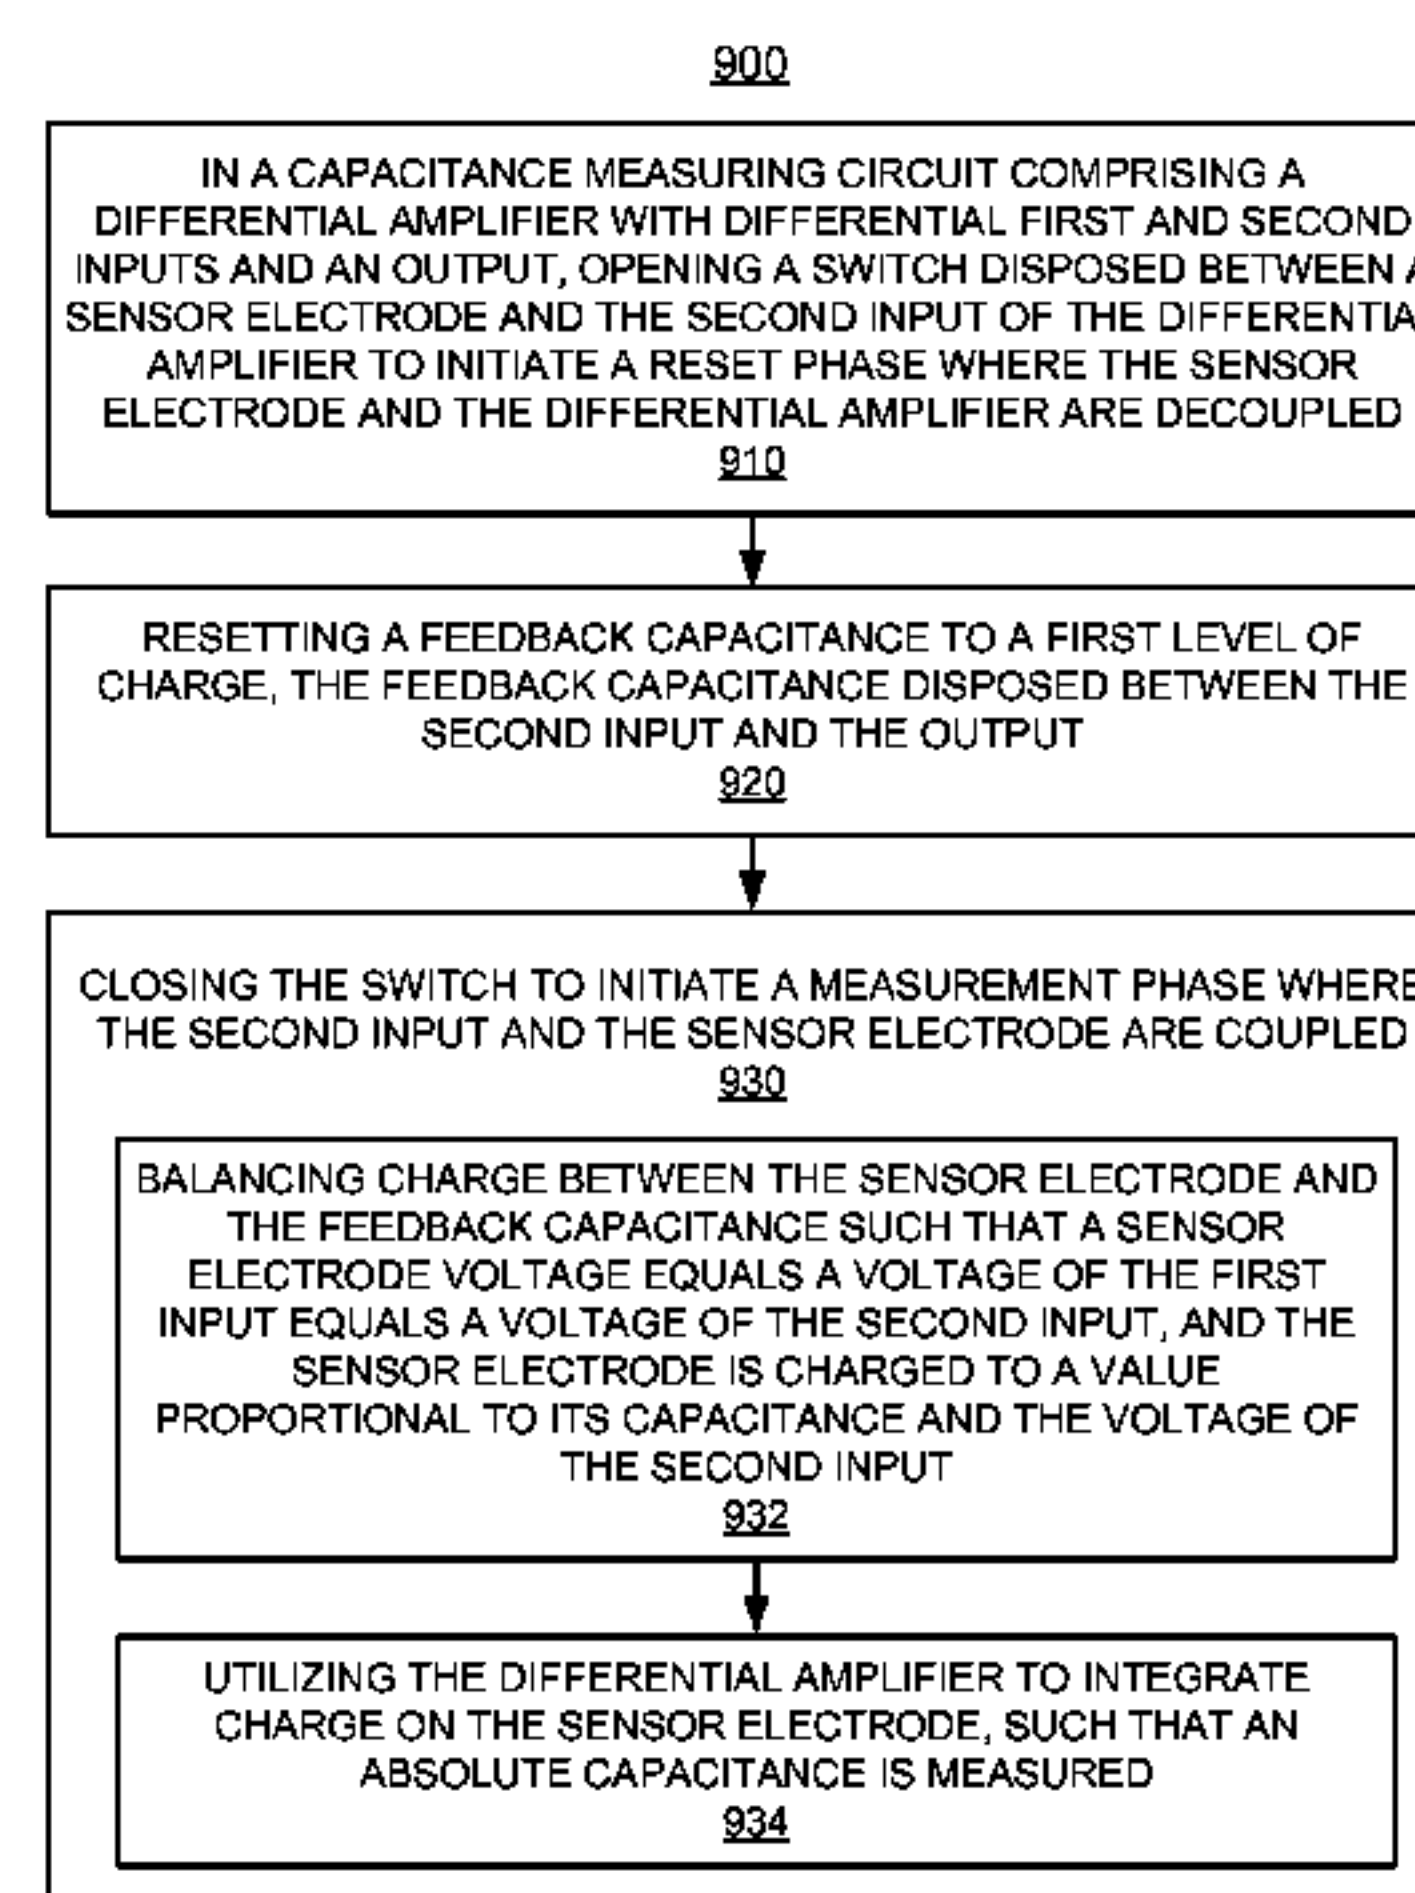 900
IN A CAPACITANCE MEASURING CIRCUIT COMPRISING A
DIFFERENTIAL AMPLIFIER WITH DIFFERENTIAL FIRST AND SECOND
INPUTS AND AN OUTPUT, OPENING A SWITCH DISPOSED BETWEEN A
SENSOR ELECTRODE AND THE SECOND INPUT OF THE DIFFERENTIA
AMPLIFIER TO INITIATE A RESET PHASE WHERE THE SENSOR
ELECTRODE AND THE DIFFERENTIAL AMPLIFIER ARE DECOUPLED
910
RESETTING A FEEDBACK CAPACITANCE TO A FIRST LEVEL OF
CHARGE, THE FEEDBACK CAPACITANCE DISPOSED BETWEEN THE
SECOND INPUT AND THE OUTPUT
920
CLOSING THE SWITCH TO INITIATE A MEASUREMENT PHASE WHERE
THE SECOND INPUT AND THE SENSOR ELECTRODE ARE COUPLED
930
BALANCING CHARGE BETWEEN THE SENSOR ELECTRODE AND
THE FEEDBACK CAPACITANCE SUCH THAT A SENSOR
ELECTRODE VOLTAGE EQUALS A VOLTAGE OF THE FIRST
INPUT EQUALS A VOLTAGE OF THE SECOND INPUT, AND THE
SENSOR ELECTRODE IS CHARGED TO A VALUE
PROPORTIONAL TO ITS CAPACITANCE AND THE VOLTAGE OF
THE SECOND INPUT
932
UTILIZING THE DIFFERENTIAL AMPLIFIER TO INTEGRATE
CHARGE ON THE SENSOR ELECTRODE, SUCH THAT AN
ABSOLUTE CAPACITANCE IS MEASURED
934